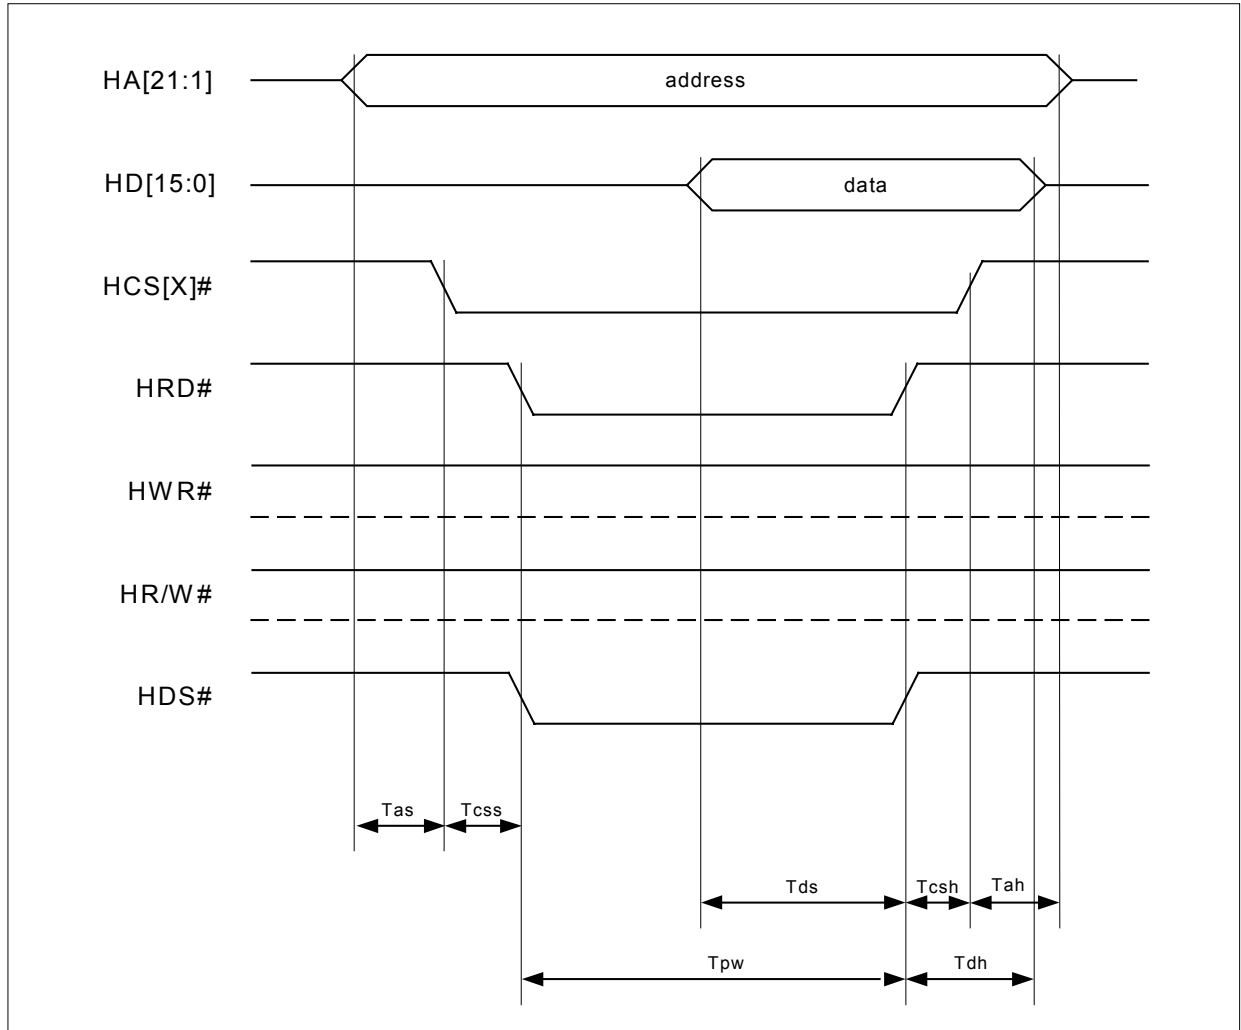 HA[21:1]
address
HD[15:0]
data
HCS[X]#
HRD#
HWR#
HR/W#
HDS#
Tas
Tcss
Tds
Tcsh
Tah
Tpw
Tdh